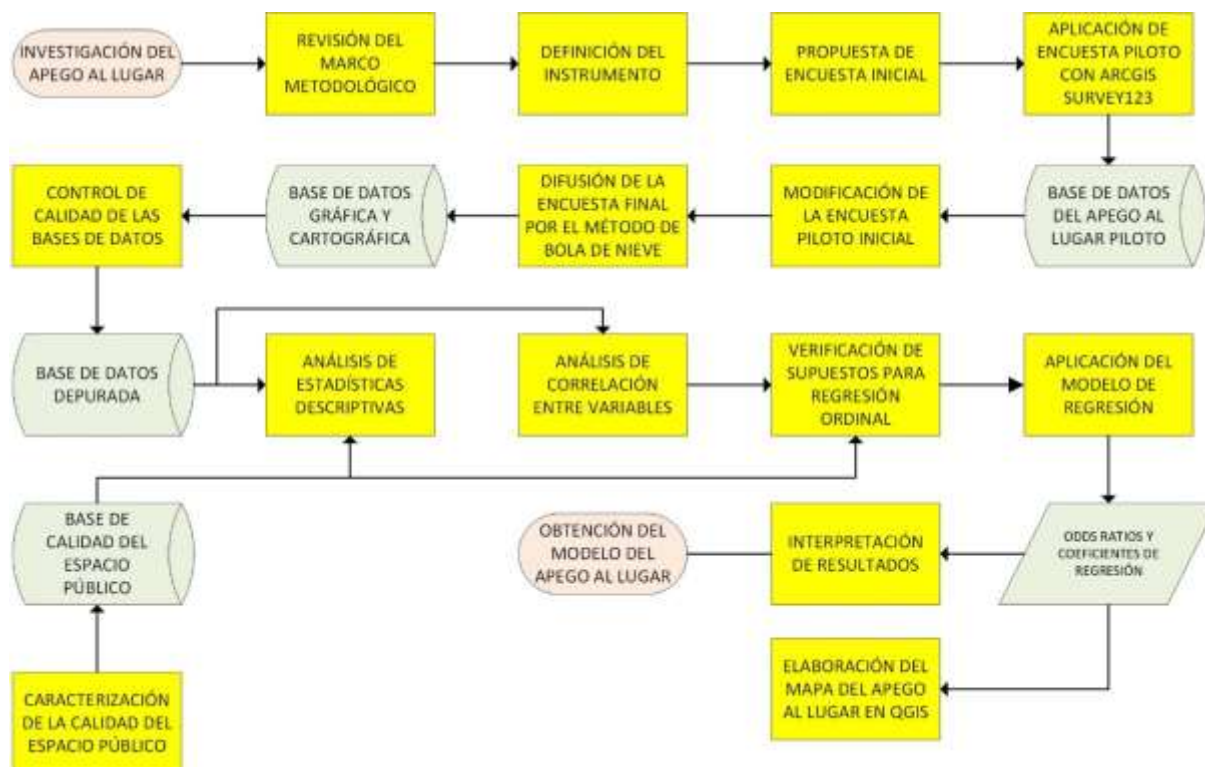 INVESTIGACIÓN DEL
APEGO AL LUGAR
REVISIÓN DEL
MARCO
METODOLÓGICO
DEFINICIÓN DEL
INSTRUMENTO
PROPUESTA DE
ENCUESTA INICIAL
APLICACIÓN DE
ENCUESTA PILOTO
CON ARCGIS
SURVEY123
CONTROL DE
CALIDAD DE LAS
BASES DE DATOS
BASE DE DATOS
GRÁFICA Y
CARTOGRÁFICA
DIFUSIÓN DE LA
ENCUESTA FINAL
POR EL MÉTODO DE
BOLA DE NIEVE
MODIFICACIÓN DE
LA ENCUESTA
PILOTO INICIAL
BASE DE DATOS
DEL APEGO AL
LUGAR PILOTO
BASE DE DATOS
DEPURADA
ANÁLISIS DE
ESTADÍSTICAS
DESCRIPTIVAS
ANÁLISIS DE
CORRELACIÓN
ENTRE VARIABLES
VERIFICACIÓN DE
SUPUESTOS PARA
REGRESIÓN
ORDINAL
APLICACIÓN DEL
MODELO DE
REGRESIÓN
BASE DE
CALIDAD DEL
ESPACIO
PÚBLICO
OBTENCIÓN DEL
MODELO DEL
APEGO AL LUGAR
INTERPRETACIÓN
DE RESULTADOS
ODDS RATIOS Y
COEFICIENTES DE
REGRESIÓN
CARACTERIZACIÓN
DE LA CALIDAD DEL
ESPACIO PÚBLICO
ELABORACIÓN DEL
MAPA DEL APEGO
AL LUGAR EN QGIS